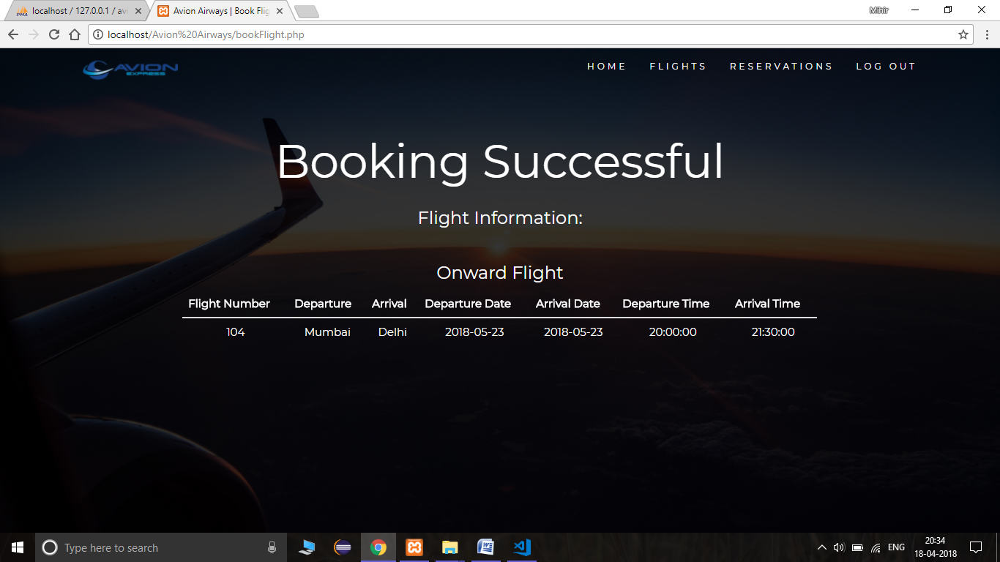 localhost / 127.0.0.1 / avi
Avion Airways | Book Flig
Mihir
localhost/Avion%20Airways/bookFlight.php
AVION
EXPRESS
HOME FLIGHTS RESERVATIONS LOG OUT
Booking Successful
Flight Information:
Onward Flight
Flight Number Departure Arrival Departure Date Arrival Date Departure Time Arrival Time
104 Mumbai Delhi 2018-05-23 2018-05-23 20:00:00 21:30:00
Type here to search
ENG
20:34
18-04-2018